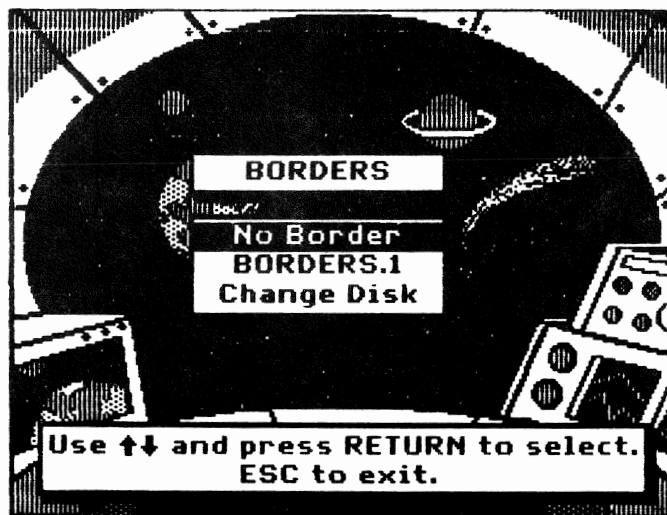 BORDERS
No Border
BORDERS.1
Change Disk
Use ↑↓ and press RETURN to select.
ESC to exit.